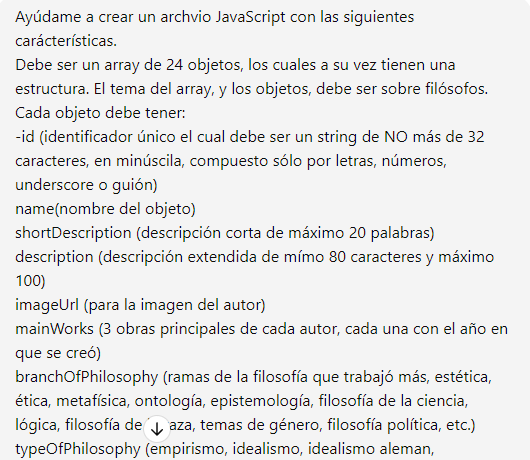 Ayúdame a crear un archvio JavaScript con las siguientes
carácterísticas.
Debe ser un array de 24 objetos, los cuales a su vez tienen una
estructura. El tema del array, y los objetos, debe ser sobre filósofos.
Cada objeto debe tener:
-id (identificador único el cual debe ser un string de NO más de 32
caracteres, en minúscila, compuesto sólo por letras, números,
underscore o guión)
name(nombre del objeto)
shortDescription (descripción corta de máximo 20 palabras)
description (descripción extendida de mímo 80 caracteres y máximo
100)
imageUrl (para la imagen del autor)
mainWorks (3 obras principales de cada autor, cada una con el año en
que se creó)
branchOfPhilosophy (ramas de la filosofía que trabajó más, estética,
ética, metafísica, ontología, epistemología, filosofía de la ciencia,
lógica, filosofía de aza, temas de género, filosofía política, etc.)
typeOfPhilosophy (empirismo, idealismo, idealismo aleman,